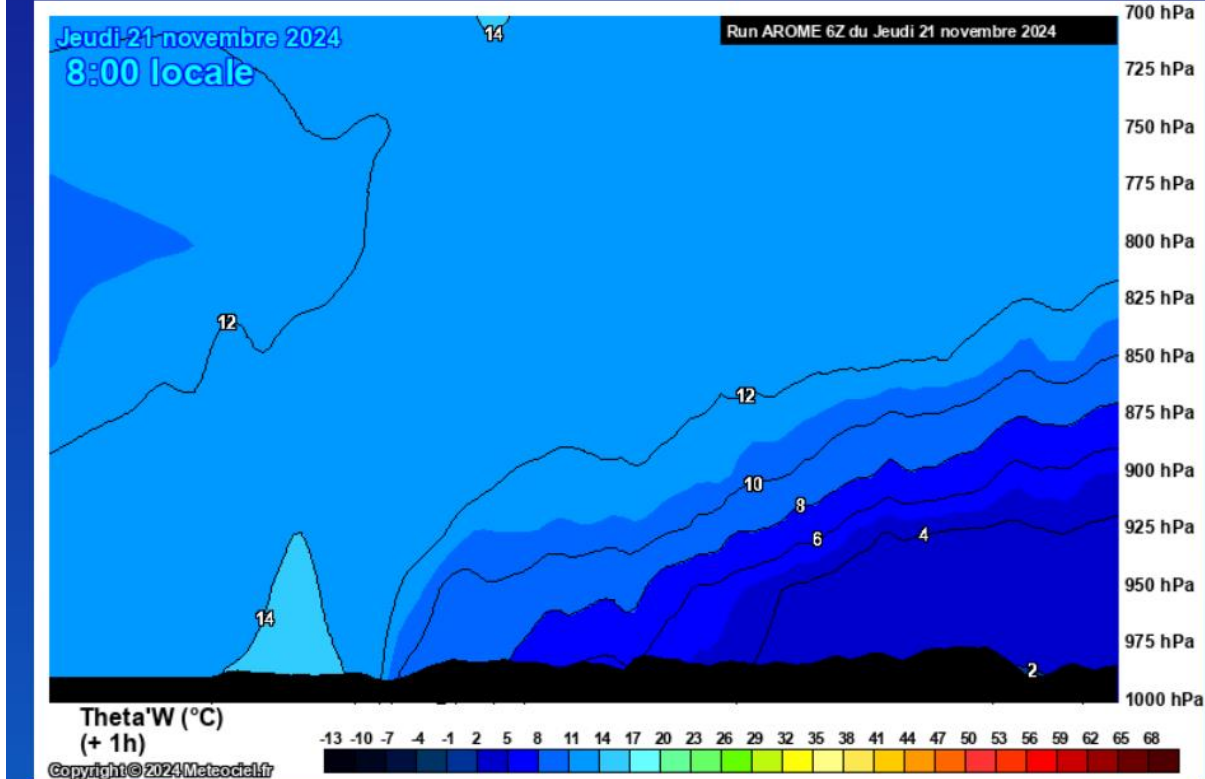 700 hPa
Jeudi 21 novembre 2024
14
Run AROME 6Z du Jeudi 21 novembre 2024
8:00 locale
725 hPa
750 hPa
775 hPa
800 hPa
825 hPa
12
850 hPa
12
875 hPa
900 hPa
10
8
925 hPa
6
4
950 hPa
14
975 hPa
2
1000 hPa
Theta'W (°C)
(+ 1h)
-13 -10 -7 -4 -1 2 5 8 11 14 17 20 23 26 29 32 35 38 41 44 47 50 53 56 59 62 65 68
Copyright © 2024 Meteociel.fr